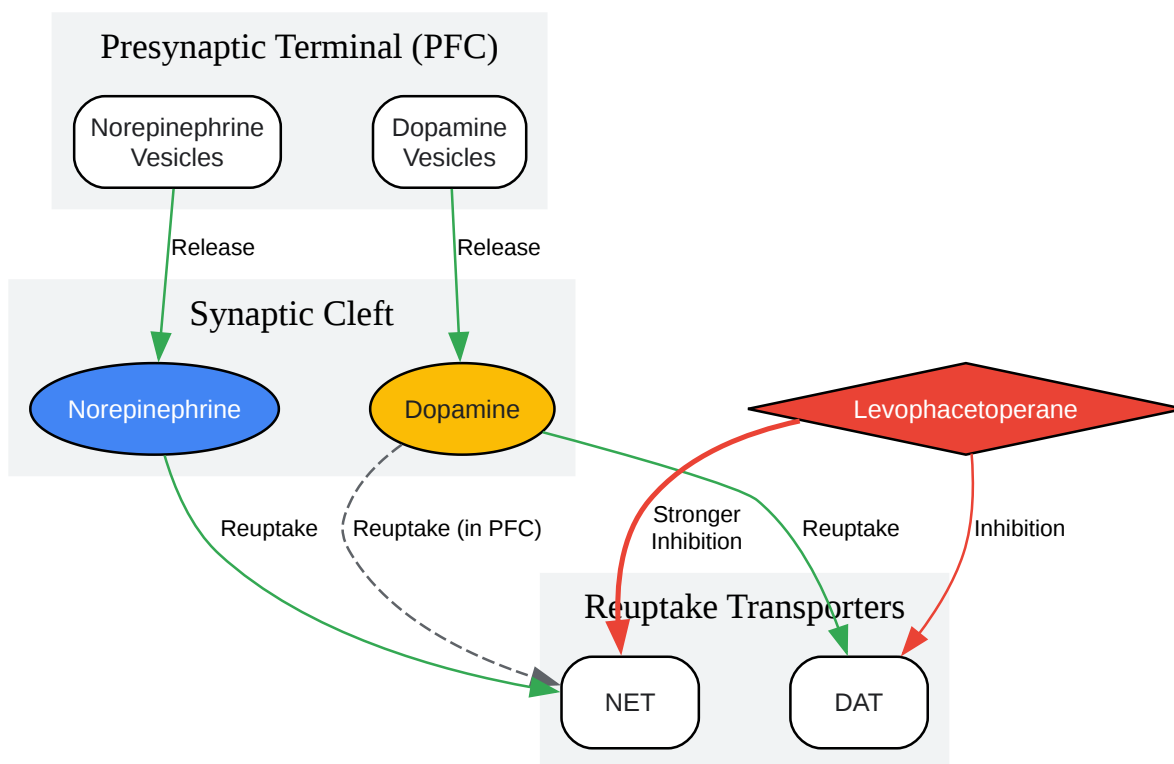 Presynaptic Terminal (PFC)
Norepinephrine
Vesicles
Dopamine
Vesicles
Release
Release
Synaptic Cleft
Norepinephrine
Dopamine
Levophacetoperane
Reuptake
Reuptake (in PFC)
Stronger
Inhibition
Reuptake
Inhibition
Reuptake Transporters
NET
DAT